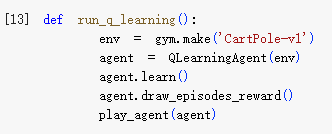 [13] def run_q_learning():
env = gym.make('CartPole-v1')
agent = QLearningAgent(env)
agent.learn()
agent.draw_episodes_reward()
play_agent(agent)